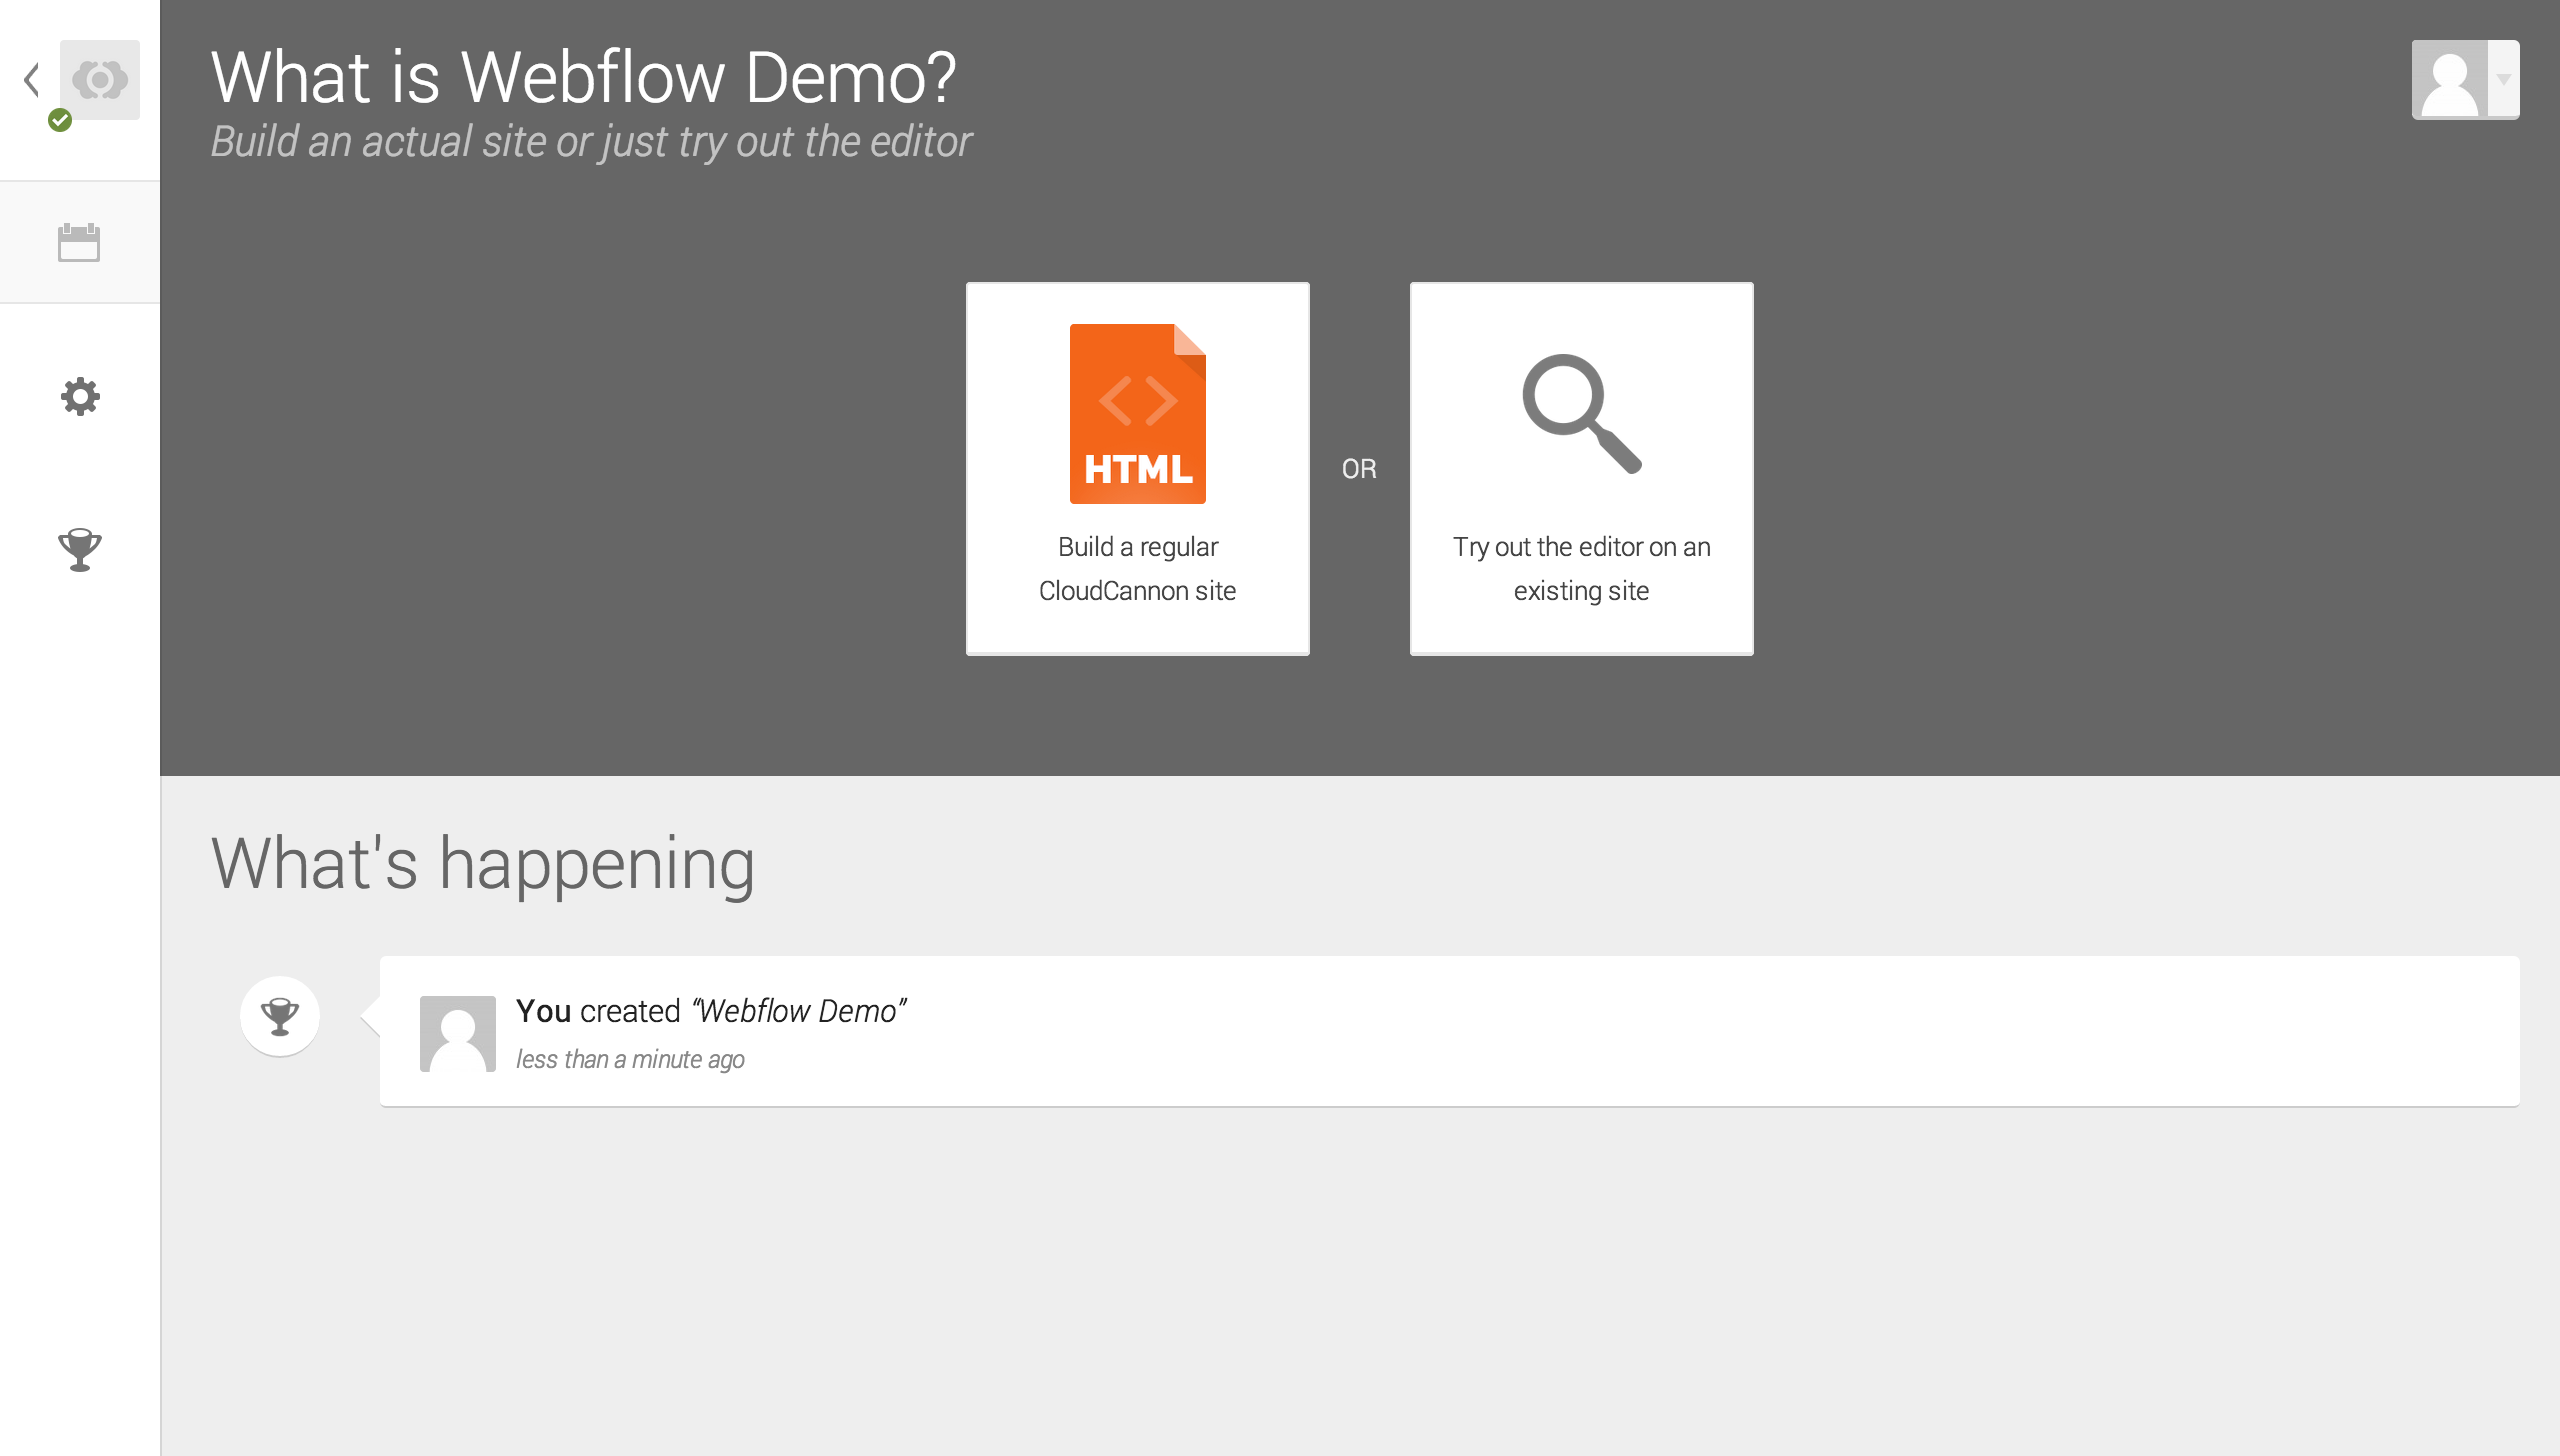 What is Webflow Demo?
Build an actual site or just try out the editor
HTML
Build a regular
CloudCannon site
OR
Try out the editor on an
existing site
What's happening
You created “Webflow Demo”
less than a minute ago